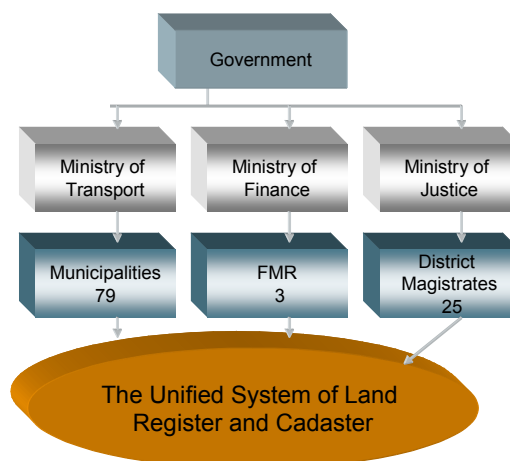 Government
Ministry of
Transport
Ministry of
Finance
Ministry of
Justice
Municipalities
79
FMR
3
District
Magistrates
25
The Unified System of Land
Register and Cadaster